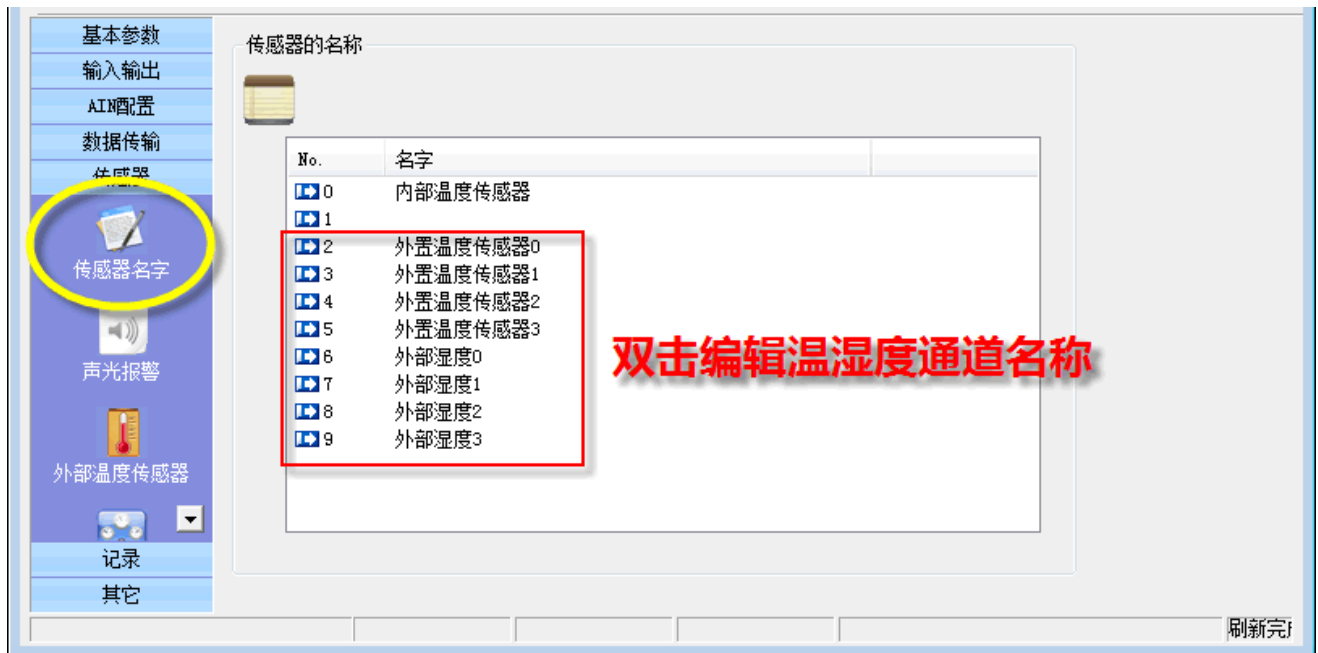 基本参数
输入输出
AIN配置
数据传输
传感器
传感器名字
声光报警
外部温度传感器
记录
其它
传感器的名称
No. 名字
0 内部温度传感器
1
2 外置温度传感器0
3 外置温度传感器1
4 外置温度传感器2
5 外置温度传感器3
6 外部湿度0
7 外部湿度1
8 外部湿度2
9 外部湿度3
双击编辑温湿度通道名称
刷新完